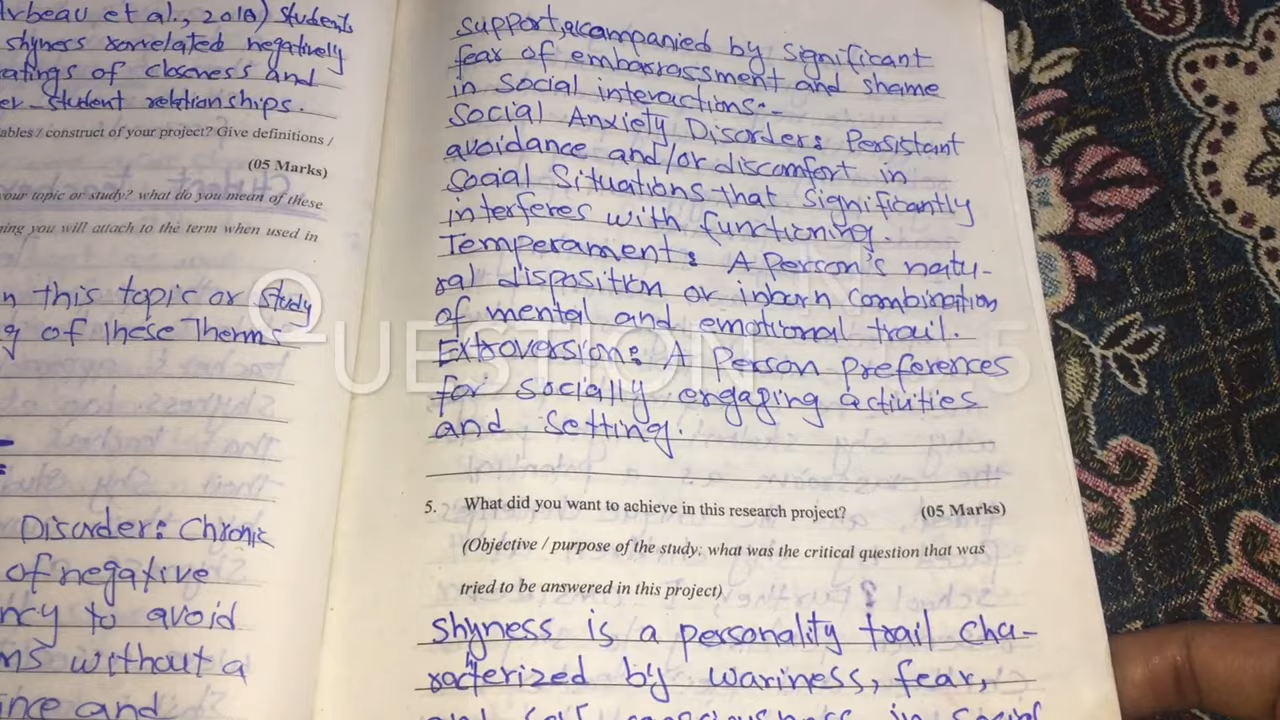 Arbeau et al., 2010) students
shyness correlated negatively
ratings of closeness and
student relationships.
ables / construct of your project? Give definitions /
(05 Marks)
your topic or study? what do you mean of these
ning you will attach to the term when used in
this topic or study
of These Therms
Disorder: Chronic
of negative
to avoid
without a
and
support, accompanied by significant
fear of embarrassment and shame
in Social interactions:-
Social Anxiety Disorder: Persistant
avoidance and/or discomfort in
Social Situations that significantly
interferes with functioning.
Temperament: A person's natu-
ral disposition or inborn combination
of mental and emotional trail.
Extroversion: A Person preferences
for socially engaging activities
and setting.
QUESTION N 5
5. What did you want to achieve in this research project? (05 Marks)
(Objective / purpose of the study; what was the critical question that was
tried to be answered in this project)
?
Shyness is a personality trail cha-
racterized by wariness, fear,
and in social